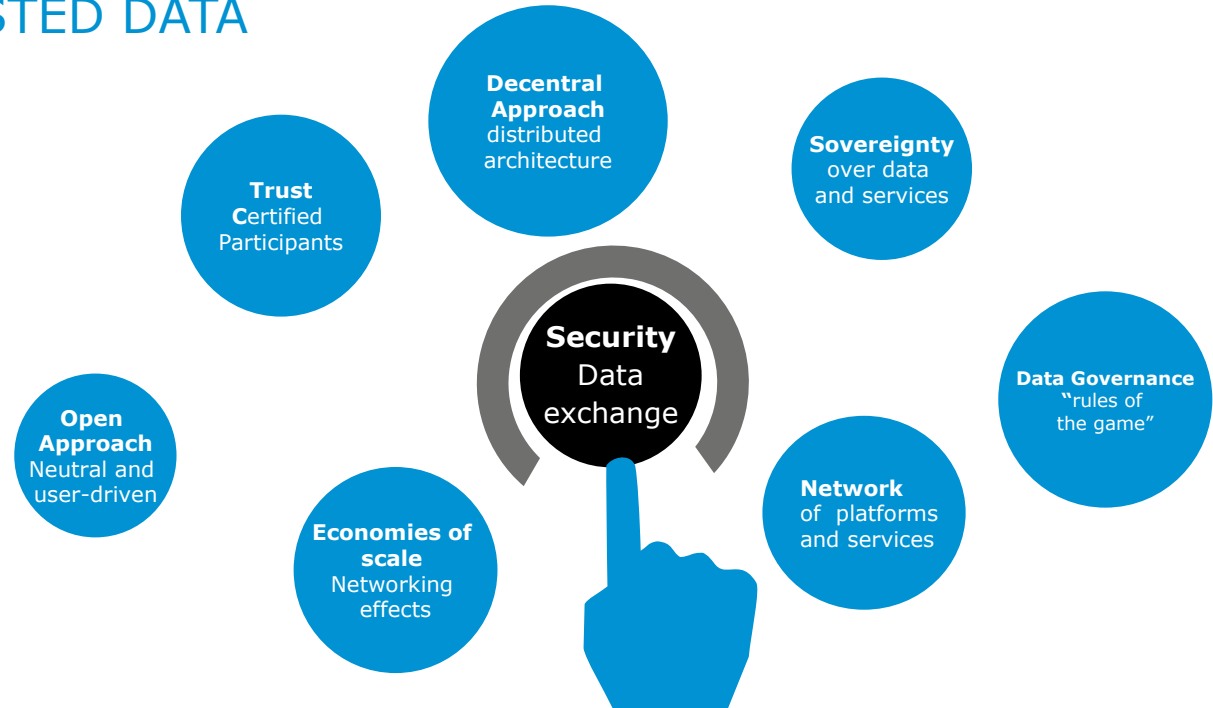 STED DATA
Decentral
Approach
distributed
architecture
Sovereignty
over data
and services
Trust
Certified
Participants
Security
Data
exchange
Data Governance
“rules of
the game”
Open
Approach
Neutral and
user-driven
Network
of platforms
and services
Economies of
scale
Networking
effects